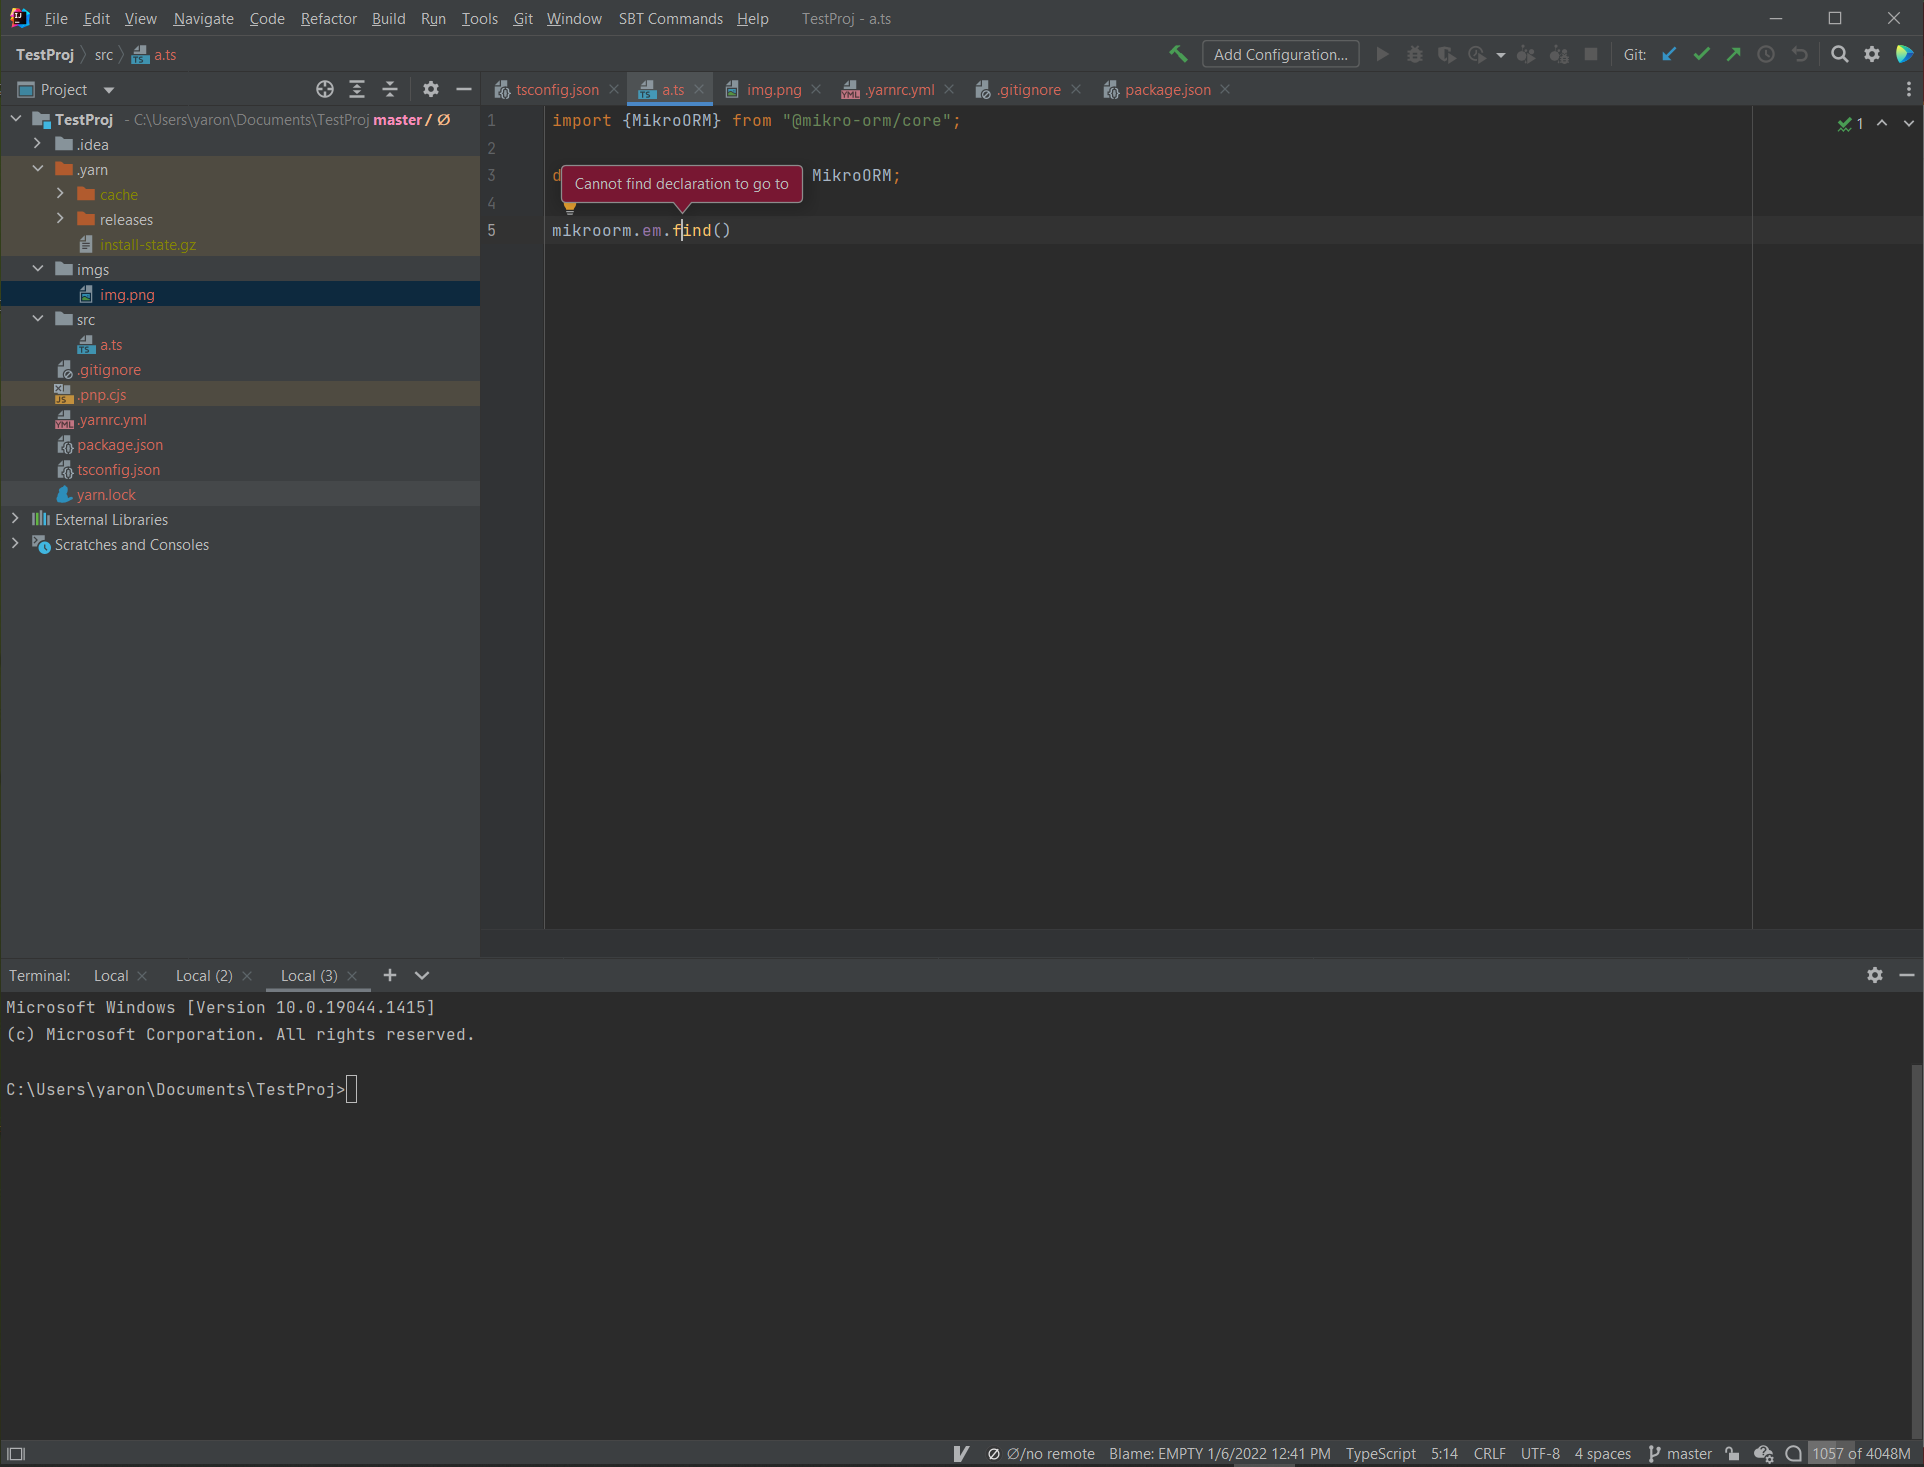 File Edit View Navigate Code Refactor Build Run Tools Git Window SBT Commands Help TestProj - a.ts
TestProj src a.ts Add Configuration... Git:
Project
tsconfig.json a.ts img.png .yarnrc.yml .gitignore package.json
TestProj - C:\Users\yaron\Documents\TestProj master / Ø
.idea
.yarn
cache
releases
install-state.gz
imgs
img.png
src
a.ts
.gitignore
.pnp.cjs
.yarnrc.yml
package.json
tsconfig.json
yarn.lock
External Libraries
Scratches and Consoles
1 import {MikroORM} from "@mikro-orm/core";
2
3 d MikroORM;
Cannot find declaration to go to
4
5 mikroorm.em.find()
1
Terminal: Local Local (2) Local (3)
Microsoft Windows [Version 10.0.19044.1415]
(c) Microsoft Corporation. All rights reserved.
C:\Users\yaron\Documents\TestProj>
Ø Ø/no remote Blame: EMPTY 1/6/2022 12:41 PM TypeScript 5:14 CRLF UTF-8 4 spaces master 1057 of 4048M